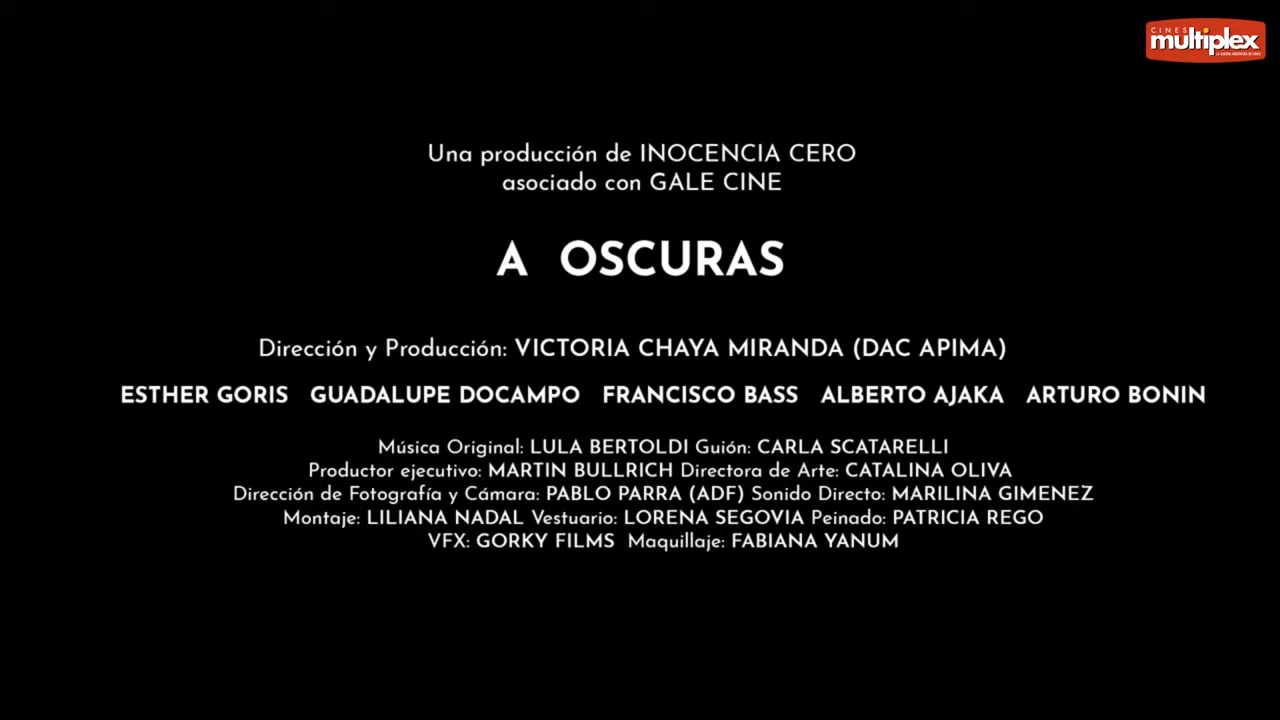 CINES
multiplex
Una producción de INOCENCIA CERO
asociado con GALE CINE
A OSCURAS
Dirección y Producción: VICTORIA CHAYA MIRANDA (DAC APIMA)
ESTHER GORIS GUADALUPE DOCAMPO FRANCISCO BASS ALBERTO AJAKA ARTURO BONIN
Música Original: LULA BERTOLDI Guión: CARLA SCATARELLI
Productor ejecutivo: MARTIN BULLRICH Directora de Arte: CATALINA OLIVA
Dirección de Fotografía y Cámara: PABLO PARRA (ADF) Sonido Directo: MARILINA GIMENEZ
Montaje: LILIANA NADAL Vestuario: LORENA SEGOVIA Peinado: PATRICIA REGO
VFX: GORKY FILMS Maquillaje: FABIANA YANUM